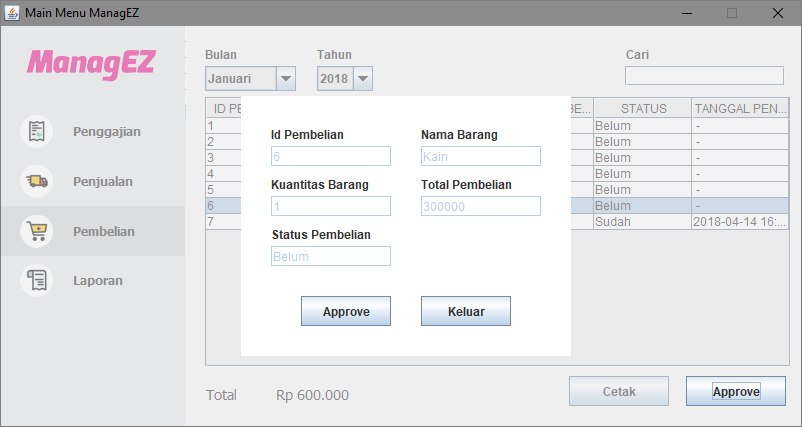 Main Menu ManagEZ
ManagEZ
Penggajian
Penjualan
Pembelian
Laporan
Bulan Tahun Cari
Januari 2018
ID PE... BE... STATUS TANGGAL PEN...
1 Belum -
2 Belum -
3 Belum -
4 Belum -
5 Belum -
6 Belum -
7 Sudah 2018-04-14 16:...
Id Pembelian Nama Barang
6 Kain
Kuantitas Barang Total Pembelian
1 300000
Status Pembelian
Belum
Approve Keluar
Total Rp 600.000 Cetak Approve